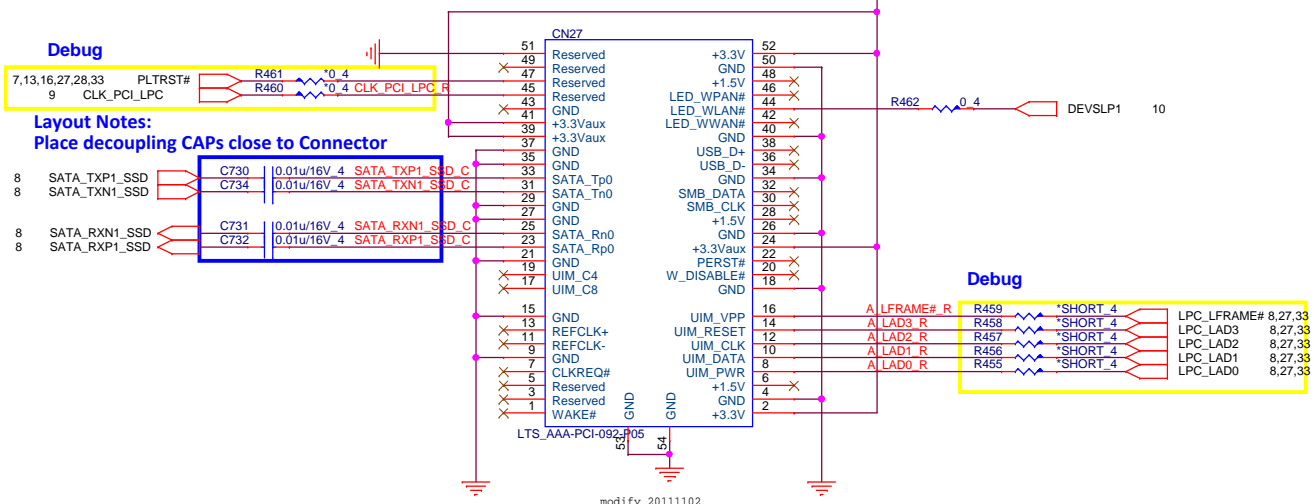 CN27
Debug
7,13,16,27,28,33 PLTRST# R461 *0_4
9 CLK_PCI_LPC R460 *0_4 CLK_PCI_LPC_R
Layout Notes:
Place decoupling CAPs close to Connector
8 SATA_TXP1_SSD C730 0.01u/16V_4 SATA_TXP1_SSD_C
8 SATA_TXN1_SSD C734 0.01u/16V_4 SATA_TXN1_SSD_C
8 SATA_RXN1_SSD C731 0.01u/16V_4 SATA_RXN1_SSD_C
8 SATA_RXP1_SSD C732 0.01u/16V_4 SATA_RXP1_SSD_C
51 Reserved
49 Reserved
47 Reserved
45 Reserved
43 GND
41 +3.3Vaux
39 +3.3Vaux
37 GND
35 GND
33 SATA_Tp0
31 SATA_Tn0
29 GND
27 GND
25 SATA_Rn0
23 SATA_Rp0
21 GND
19 UIM_C4
17 UIM_C8
15 GND
13 REFCLK+
11 REFCLK-
9 GND
7 CLKREQ#
5 Reserved
3 Reserved
1 WAKE#
+3.3V 52
GND 50
+1.5V 48
LED_WPAN# 46
LED_WLAN# 44
LED_WWAN# 42
GND 40
USB_D+ 38
USB_D- 36
GND 34
SMB_DATA 32
SMB_CLK 30
+1.5V 28
GND 26
+3.3Vaux 24
PERST# 22
W_DISABLE# 20
GND 18
UIM_VPP 16
UIM_RESET 14
UIM_CLK 12
UIM_DATA 10
UIM_PWR 8
+1.5V 6
GND 4
+3.3V 2
GND 53
GND 54
LTS_AAA-PCI-092-P05
R462 0_4 DEVSLP1 10
Debug
A_LFRAME#_R R459 *SHORT_4 LPC_LFRAME# 8,27,33
A_LAD3_R R458 *SHORT_4 LPC_LAD3 8,27,33
A_LAD2_R R457 *SHORT_4 LPC_LAD2 8,27,33
A_LAD1_R R456 *SHORT_4 LPC_LAD1 8,27,33
A_LAD0_R R455 *SHORT_4 LPC_LAD0 8,27,33
modify 20111102